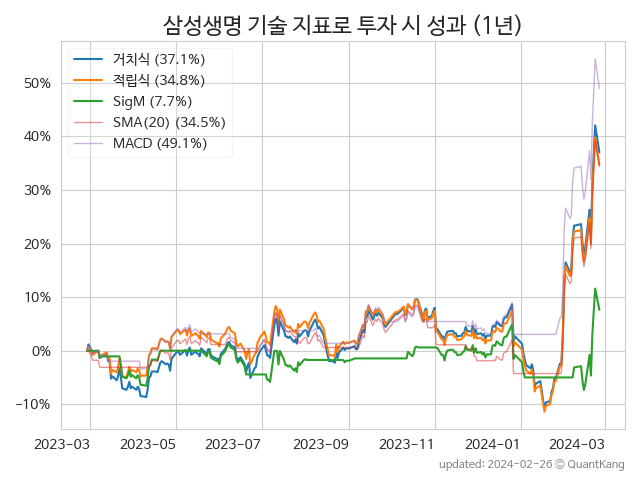 삼성생명 기술 지표로 투자 시 성과 (1년)
거치식 (37.1%)
적립식 (34.8%)
SigM (7.7%)
SMA(20) (34.5%)
MACD (49.1%)
50%
40%
30%
20%
10%
0%
−10%
2023-03 2023-05 2023-07 2023-09 2023-11 2024-01 2024-03
updated: 2024-02-26 © QuantKang